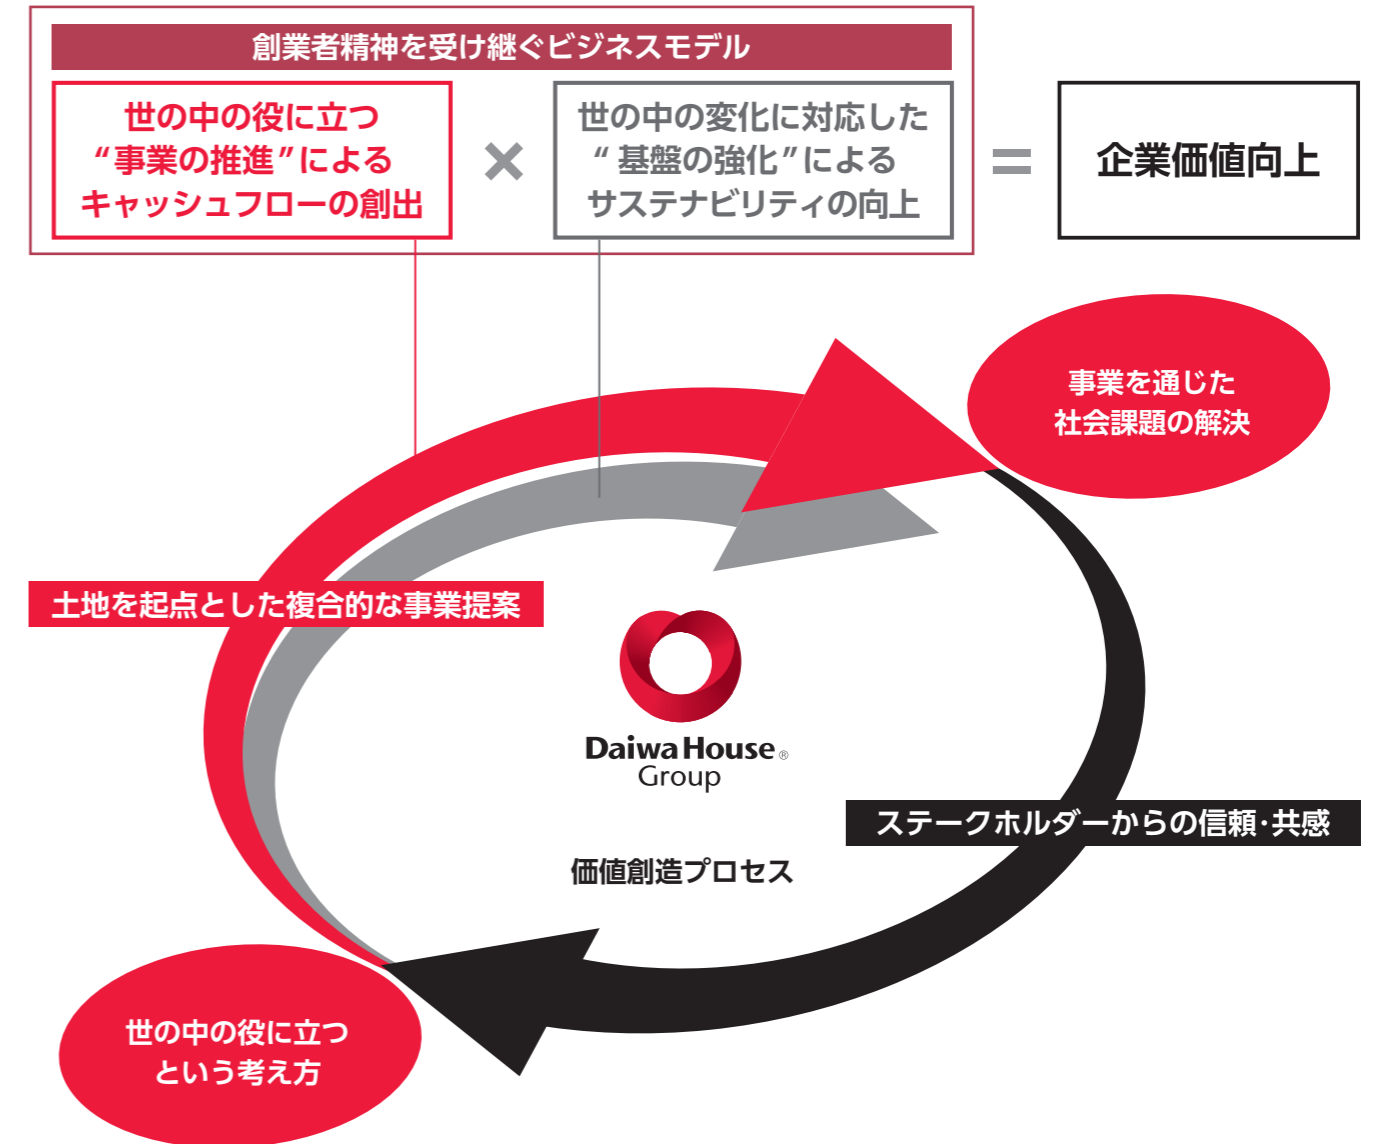 創業者精神を受け継ぐビジネスモデル
世の中の役に立つ
“事業の推進”による
キャッシュフローの創出
×
世の中の変化に対応した
“基盤の強化”による
サステナビリティの向上
=
企業価値向上
事業を通じた
社会課題の解決
土地を起点とした複合的な事業提案
Daiwa House®
Group
ステークホルダーからの信頼・共感
価値創造プロセス
世の中の役に立つ
という考え方